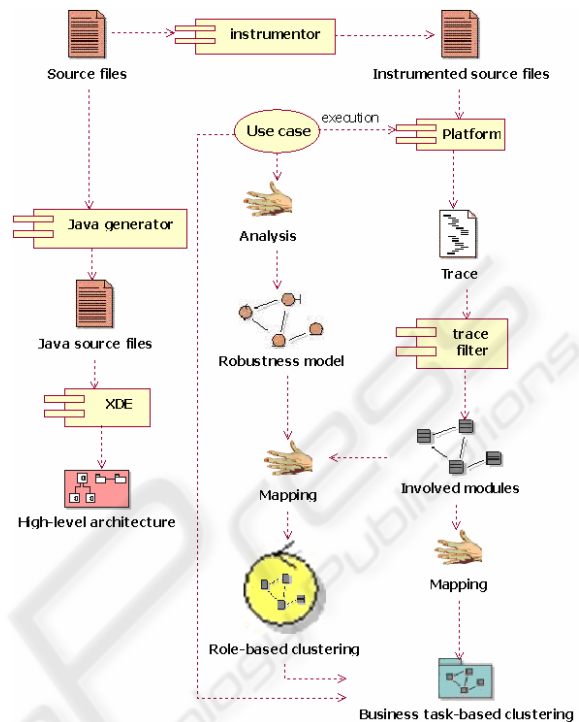 instrumentor
Source files
Instrumented source files
execution
Use case
Platform
Java generator
Analysis
Trace
Java source files
Robustness model
trace
filter
XDE
High-level architecture
Mapping
Involved modules
Mapping
Role-based clustering
Business task-based clustering